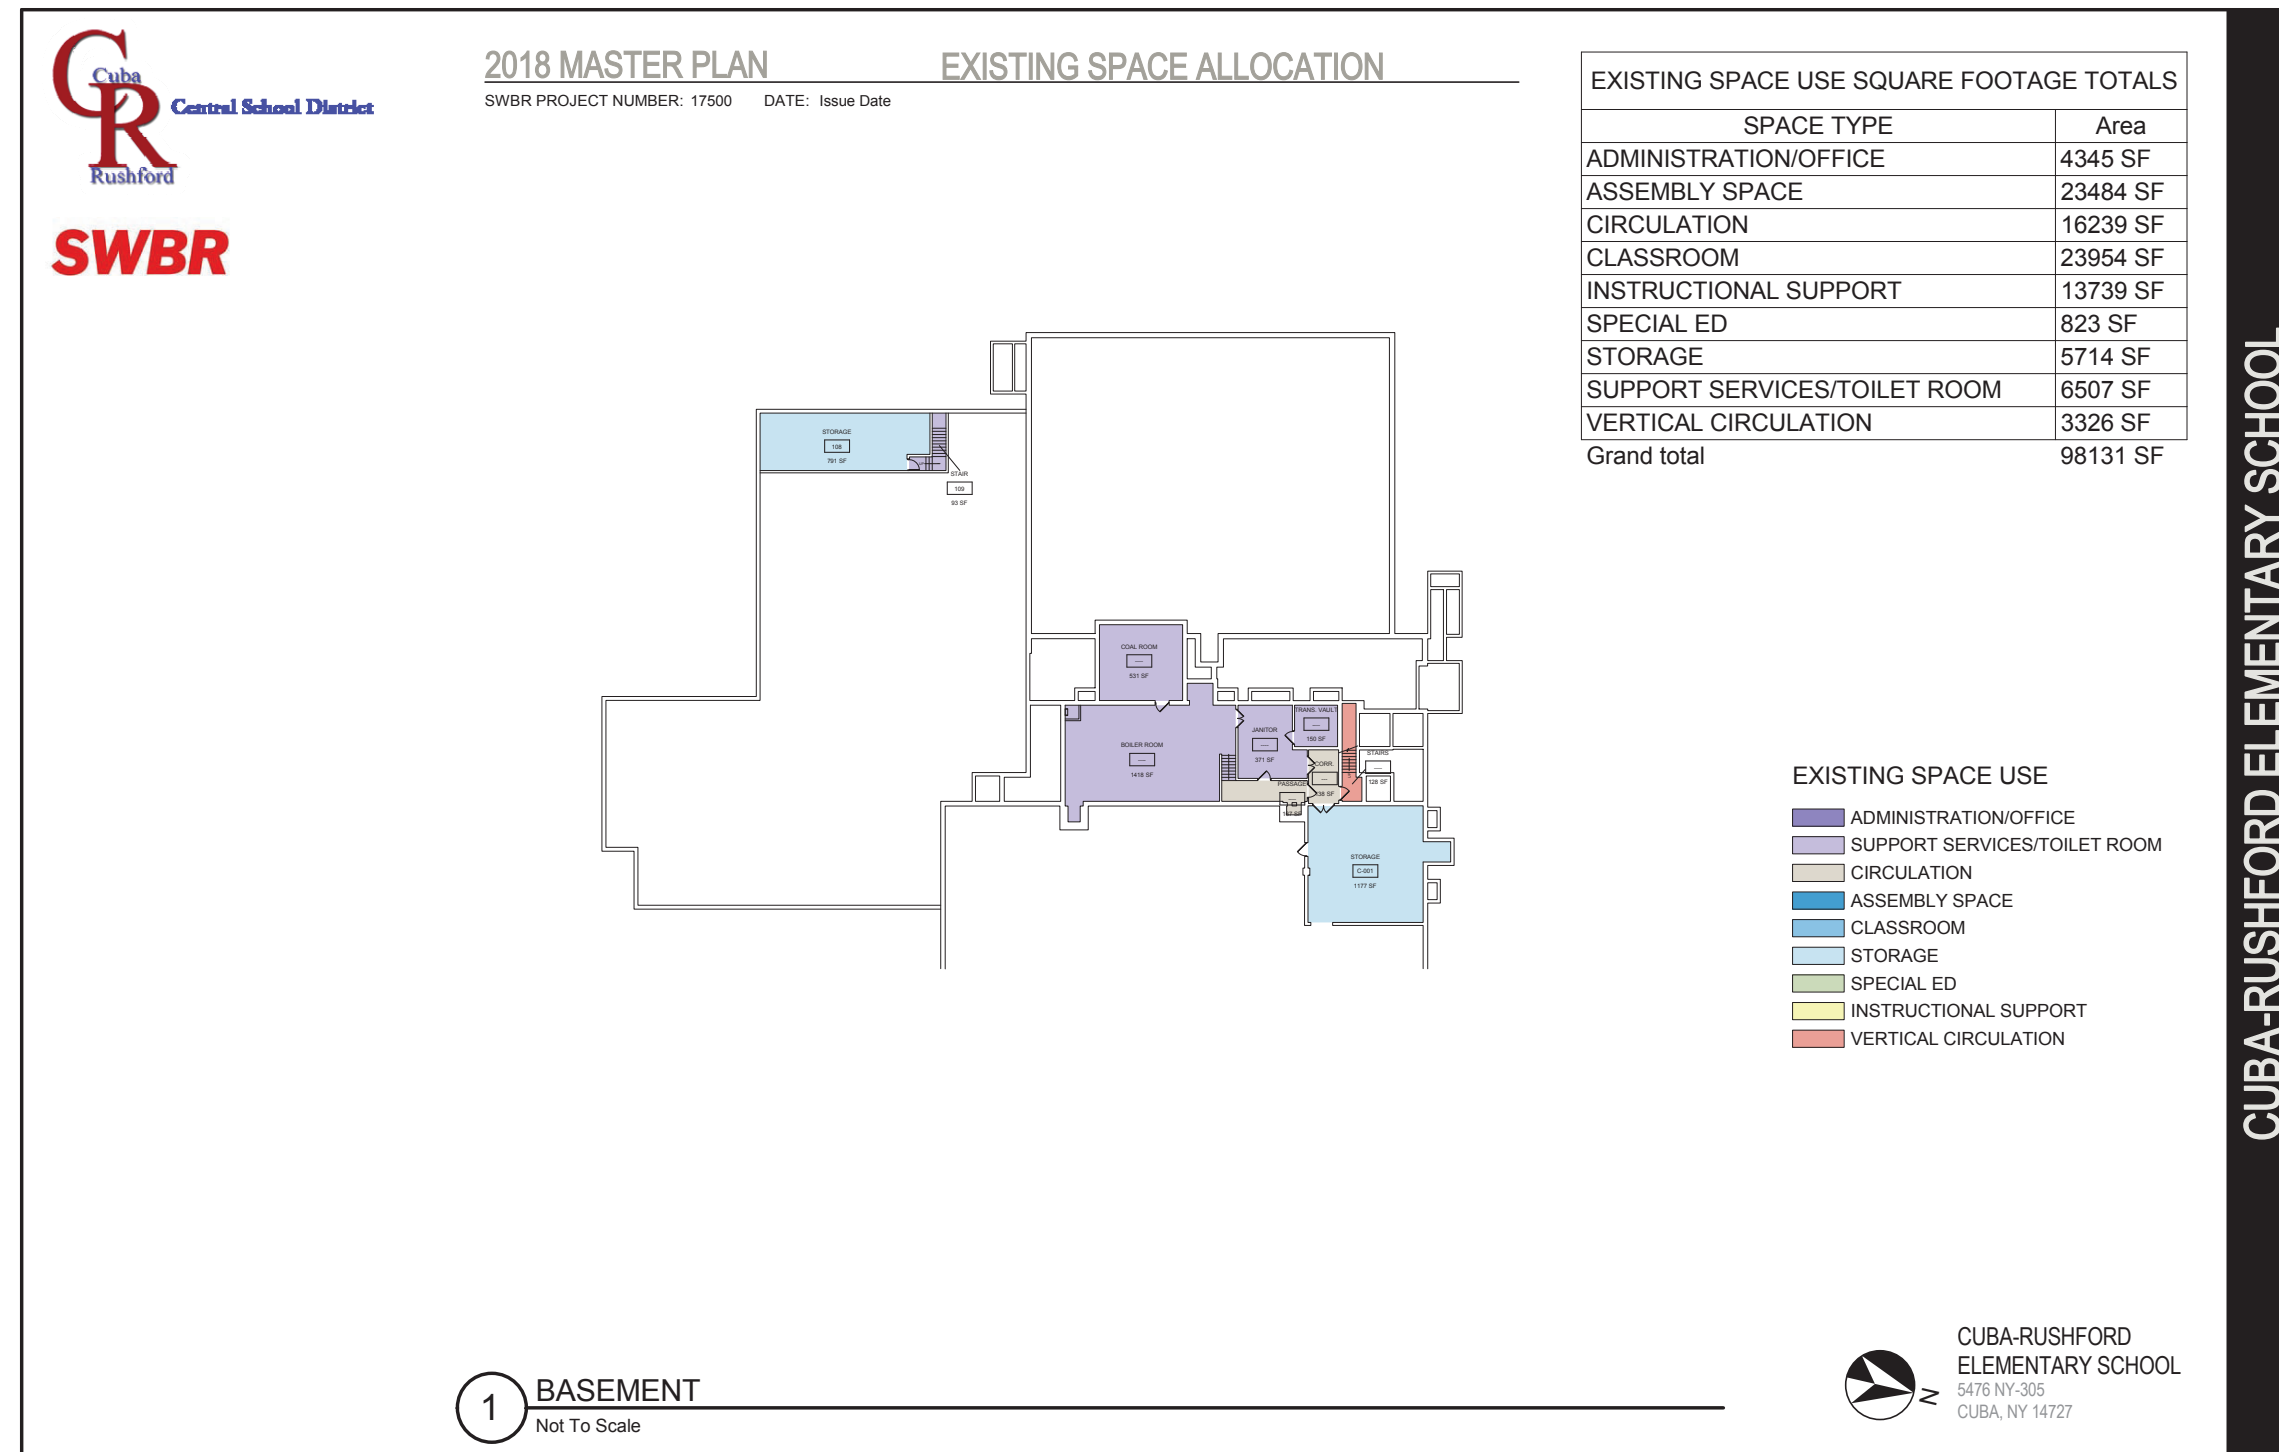 Cuba
Central School District
Rushford
SWBR
2018 MASTER PLAN
EXISTING SPACE ALLOCATION
SWBR PROJECT NUMBER: 17500 DATE: Issue Date
EXISTING SPACE USE SQUARE FOOTAGE TOTALS
SPACE TYPE Area
ADMINISTRATION/OFFICE 4345 SF
ASSEMBLY SPACE 23484 SF
CIRCULATION 16239 SF
CLASSROOM 23954 SF
INSTRUCTIONAL SUPPORT 13739 SF
SPECIAL ED 823 SF
STORAGE 5714 SF
SUPPORT SERVICES/TOILET ROOM 6507 SF
VERTICAL CIRCULATION 3326 SF
Grand total 98131 SF
STORAGE
108
791 SF
STAIR
109
93 SF
COAL ROOM
531 SF
BOILER ROOM
1418 SF
JANITOR
371 SF
TRANS. VAULT
150 SF
CORR.
STAIRS
128 SF
PASSAGE
STORAGE
C-001
1177 SF
EXISTING SPACE USE
ADMINISTRATION/OFFICE
SUPPORT SERVICES/TOILET ROOM
CIRCULATION
ASSEMBLY SPACE
CLASSROOM
STORAGE
SPECIAL ED
INSTRUCTIONAL SUPPORT
VERTICAL CIRCULATION
CUBA-RUSHFORD ELEMENTARY SCHOOL
1
BASEMENT
Not To Scale
N
CUBA-RUSHFORD
ELEMENTARY SCHOOL
5476 NY-305
CUBA, NY 14727